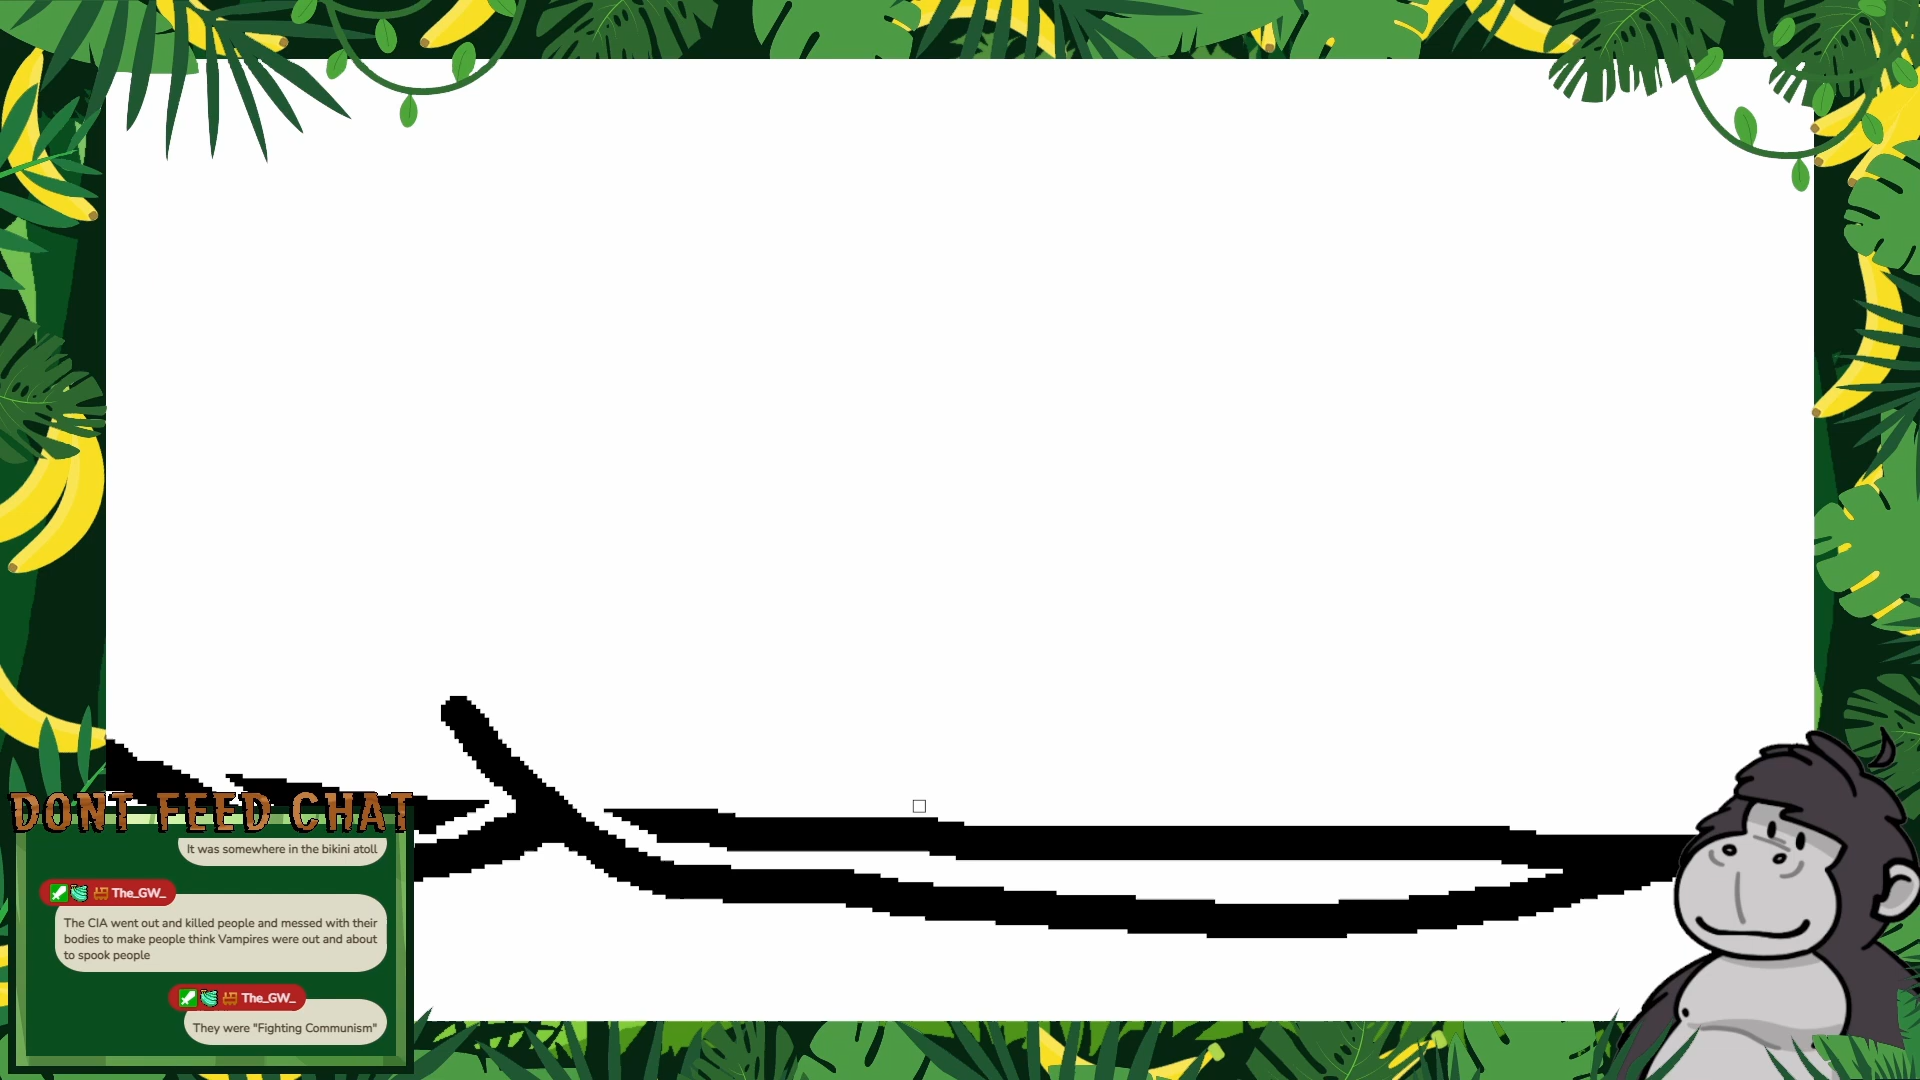 DONT FEED CHAT
It was somewhere in the bikini atoll
The_GW_
The CIA went out and killed people and messed with their
bodies to make people think Vampires were out and about
to spook people
The_GW_
They were "Fighting Communism"